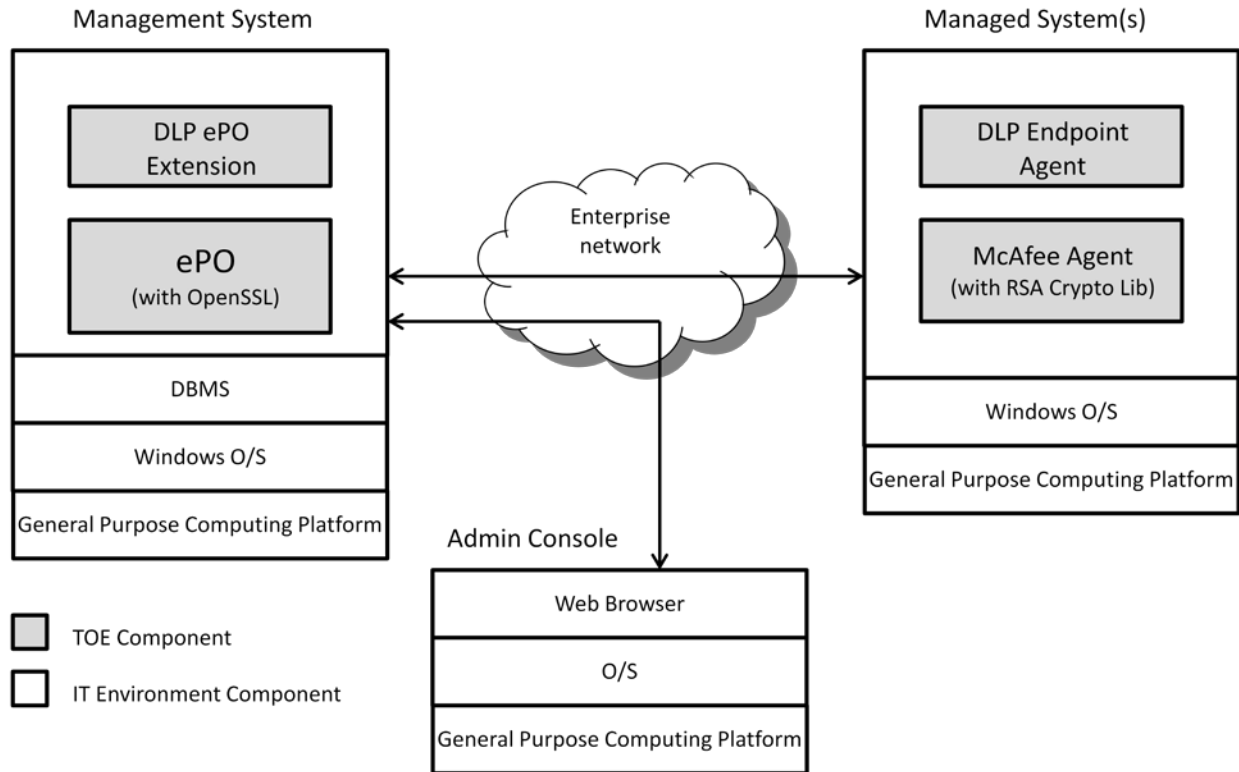 Management System
DLP ePO
Extension
ePO
(with OpenSSL)
DBMS
Windows O/S
General Purpose Computing Platform
Enterprise
network
Managed System(s)
DLP Endpoint
Agent
McAfee Agent
(with RSA Crypto Lib)
Windows O/S
General Purpose Computing Platform
Admin Console
Web Browser
O/S
General Purpose Computing Platform
TOE Component
IT Environment Component